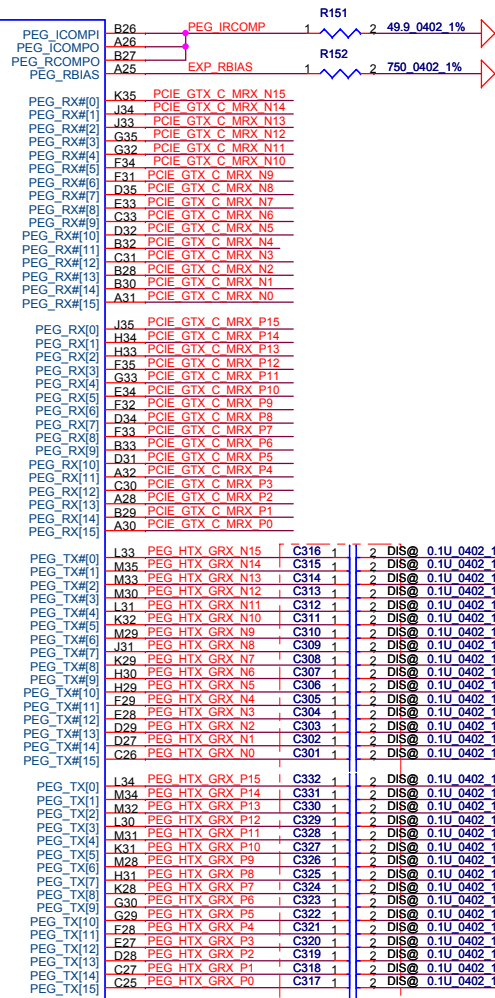 R151
PEG_ICOMPI B26 PEG_IRCOMP 1 2 49.9_0402_1%
PEG_ICOMPO A26
PEG_RCOMPO B27
R152
PEG_RBIAS A25 EXP_RBIAS 1 2 750_0402_1%
PEG_RX#[0] K35 PCIE_GTX_C_MRX_N15
PEG_RX#[1] J34 PCIE_GTX_C_MRX_N14
PEG_RX#[2] J33 PCIE_GTX_C_MRX_N13
PEG_RX#[3] G35 PCIE_GTX_C_MRX_N12
PEG_RX#[4] G32 PCIE_GTX_C_MRX_N11
PEG_RX#[5] F34 PCIE_GTX_C_MRX_N10
PEG_RX#[6] F31 PCIE_GTX_C_MRX_N9
PEG_RX#[7] D35 PCIE_GTX_C_MRX_N8
PEG_RX#[8] E33 PCIE_GTX_C_MRX_N7
PEG_RX#[9] C33 PCIE_GTX_C_MRX_N6
PEG_RX#[10] D32 PCIE_GTX_C_MRX_N5
PEG_RX#[11] B32 PCIE_GTX_C_MRX_N4
PEG_RX#[12] C31 PCIE_GTX_C_MRX_N3
PEG_RX#[13] B28 PCIE_GTX_C_MRX_N2
PEG_RX#[14] B30 PCIE_GTX_C_MRX_N1
PEG_RX#[15] A31 PCIE_GTX_C_MRX_N0
PEG_RX[0] J35 PCIE_GTX_C_MRX_P15
PEG_RX[1] H34 PCIE_GTX_C_MRX_P14
PEG_RX[2] H33 PCIE_GTX_C_MRX_P13
PEG_RX[3] F35 PCIE_GTX_C_MRX_P12
PEG_RX[4] G33 PCIE_GTX_C_MRX_P11
PEG_RX[5] E34 PCIE_GTX_C_MRX_P10
PEG_RX[6] F32 PCIE_GTX_C_MRX_P9
PEG_RX[7] D34 PCIE_GTX_C_MRX_P8
PEG_RX[8] F33 PCIE_GTX_C_MRX_P7
PEG_RX[9] B33 PCIE_GTX_C_MRX_P6
PEG_RX[10] D31 PCIE_GTX_C_MRX_P5
PEG_RX[11] A32 PCIE_GTX_C_MRX_P4
PEG_RX[12] C30 PCIE_GTX_C_MRX_P3
PEG_RX[13] A28 PCIE_GTX_C_MRX_P2
PEG_RX[14] B29 PCIE_GTX_C_MRX_P1
PEG_RX[15] A30 PCIE_GTX_C_MRX_P0
PEG_TX#[0] L33 PEG_HTX_GRX_N15 C316 1 2 DIS@ 0.1U_0402_1
PEG_TX#[1] M35 PEG_HTX_GRX_N14 C315 1 2 DIS@ 0.1U_0402_1
PEG_TX#[2] M33 PEG_HTX_GRX_N13 C314 1 2 DIS@ 0.1U_0402_1
PEG_TX#[3] M30 PEG_HTX_GRX_N12 C313 1 2 DIS@ 0.1U_0402_1
PEG_TX#[4] L31 PEG_HTX_GRX_N11 C312 1 2 DIS@ 0.1U_0402_1
PEG_TX#[5] K32 PEG_HTX_GRX_N10 C311 1 2 DIS@ 0.1U_0402_1
PEG_TX#[6] M29 PEG_HTX_GRX_N9 C310 1 2 DIS@ 0.1U_0402_1
PEG_TX#[7] J31 PEG_HTX_GRX_N8 C309 1 2 DIS@ 0.1U_0402_1
PEG_TX#[8] K29 PEG_HTX_GRX_N7 C308 1 2 DIS@ 0.1U_0402_1
PEG_TX#[9] H30 PEG_HTX_GRX_N6 C307 1 2 DIS@ 0.1U_0402_1
PEG_TX#[10] H29 PEG_HTX_GRX_N5 C306 1 2 DIS@ 0.1U_0402_1
PEG_TX#[11] F29 PEG_HTX_GRX_N4 C305 1 2 DIS@ 0.1U_0402_1
PEG_TX#[12] E28 PEG_HTX_GRX_N3 C304 1 2 DIS@ 0.1U_0402_1
PEG_TX#[13] D29 PEG_HTX_GRX_N2 C303 1 2 DIS@ 0.1U_0402_1
PEG_TX#[14] D27 PEG_HTX_GRX_N1 C302 1 2 DIS@ 0.1U_0402_1
PEG_TX#[15] C26 PEG_HTX_GRX_N0 C301 1 2 DIS@ 0.1U_0402_1
PEG_TX[0] L34 PEG_HTX_GRX_P15 C332 1 2 DIS@ 0.1U_0402_1
PEG_TX[1] M34 PEG_HTX_GRX_P14 C331 1 2 DIS@ 0.1U_0402_1
PEG_TX[2] M32 PEG_HTX_GRX_P13 C330 1 2 DIS@ 0.1U_0402_1
PEG_TX[3] L30 PEG_HTX_GRX_P12 C329 1 2 DIS@ 0.1U_0402_1
PEG_TX[4] M31 PEG_HTX_GRX_P11 C328 1 2 DIS@ 0.1U_0402_1
PEG_TX[5] K31 PEG_HTX_GRX_P10 C327 1 2 DIS@ 0.1U_0402_1
PEG_TX[6] M28 PEG_HTX_GRX_P9 C326 1 2 DIS@ 0.1U_0402_1
PEG_TX[7] H31 PEG_HTX_GRX_P8 C325 1 2 DIS@ 0.1U_0402_1
PEG_TX[8] K28 PEG_HTX_GRX_P7 C324 1 2 DIS@ 0.1U_0402_1
PEG_TX[9] G30 PEG_HTX_GRX_P6 C323 1 2 DIS@ 0.1U_0402_1
PEG_TX[10] G29 PEG_HTX_GRX_P5 C322 1 2 DIS@ 0.1U_0402_1
PEG_TX[11] F28 PEG_HTX_GRX_P4 C321 1 2 DIS@ 0.1U_0402_1
PEG_TX[12] E27 PEG_HTX_GRX_P3 C320 1 2 DIS@ 0.1U_0402_1
PEG_TX[13] D28 PEG_HTX_GRX_P2 C319 1 2 DIS@ 0.1U_0402_1
PEG_TX[14] C27 PEG_HTX_GRX_P1 C318 1 2 DIS@ 0.1U_0402_1
PEG_TX[15] C25 PEG_HTX_GRX_P0 C317 1 2 DIS@ 0.1U_0402_1